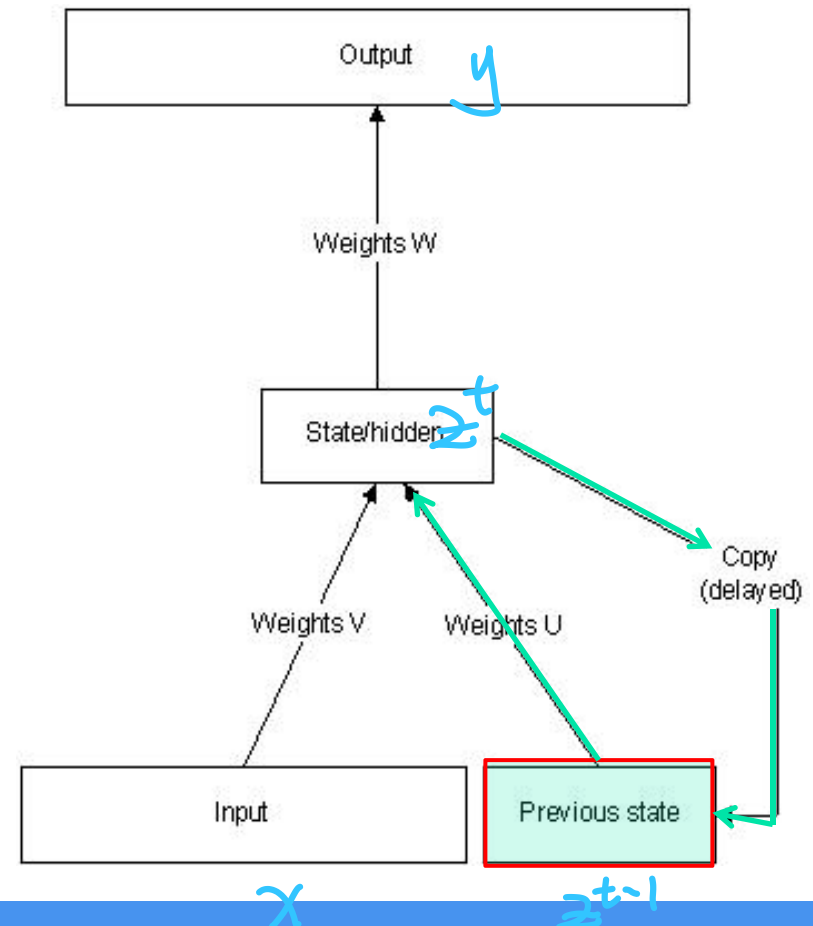 Output y
Weights W
State/hidden z^t
Copy
(delayed)
Weights V
Weights U
Input
Previous state
x
z^t-1